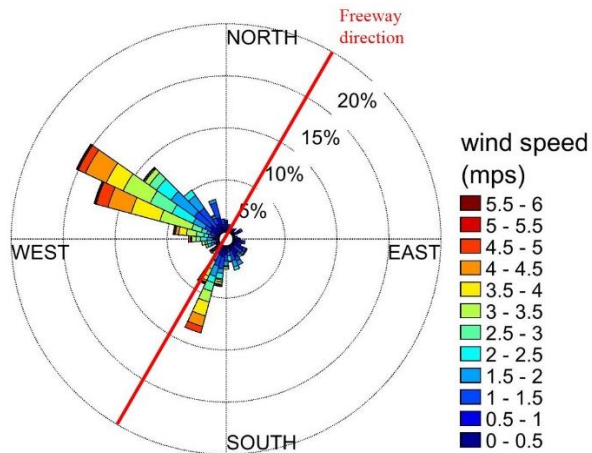 Freeway
direction
NORTH
20%
15%
10%
5%
WEST
EAST
SOUTH
wind speed
(mps)
5.5 - 6
5 - 5.5
4.5 - 5
4 - 4.5
3.5 - 4
3 - 3.5
2.5 - 3
2 - 2.5
1.5 - 2
1 - 1.5
0.5 - 1
0 - 0.5